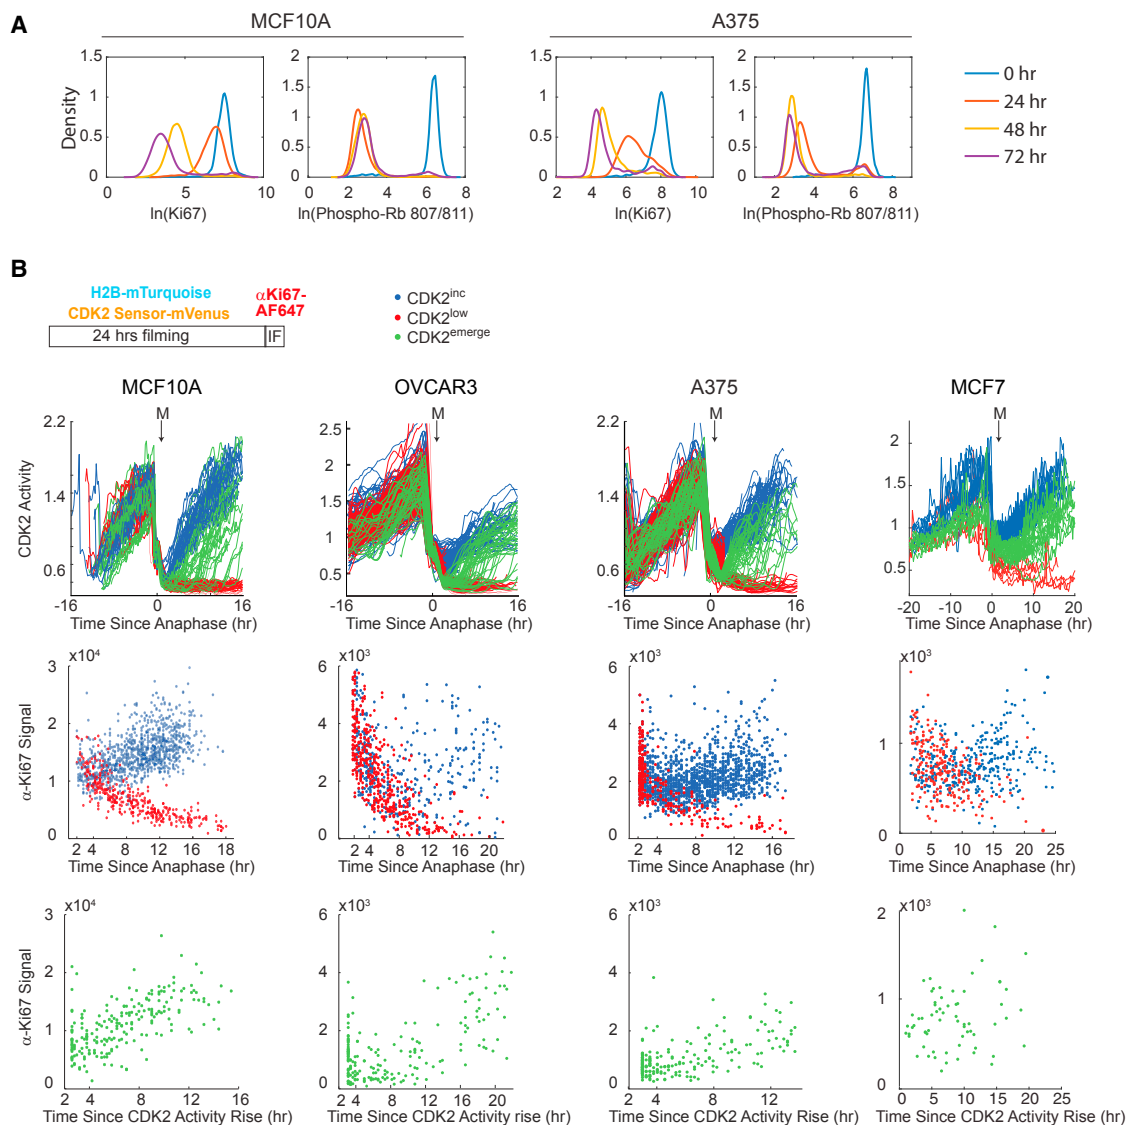 A
MCF10A
A375
1.5
1
0.5
0
0
5
10
Density
ln(Ki67)
2
1.5
1
0.5
0
0
2
4
6
8
ln(Phospho-Rb 807/811)
1.5
1
0.5
0
2
4
6
8
10
ln(Ki67)
2
1.5
1
0.5
0
2
4
6
8
ln(Phospho-Rb 807/811)
0 hr
24 hr
48 hr
72 hr
B
H2B-mTurquoise
CDK2 Sensor-mVenus
αKi67-
AF647
24 hrs filming
IF
CDK2inc
CDK2low
CDK2emerge
MCF10A
OVCAR3
A375
MCF7
M
M
M
M
CDK2 Activity
2.2
1.4
0.6
-16
0
16
Time Since Anaphase (hr)
2.5
2
1.5
1
0.5
-16
0
16
Time Since Anaphase (hr)
2.2
1.4
0.6
-16
0
16
Time Since Anaphase (hr)
2
1.5
1
0.5
-20
-10
0
10
20
Time Since Anaphase (hr)
α-Ki67 Signal
x10⁴
3
2
1
0
2 4
8
12
18
Time Since Anaphase (hr)
x10³
6
4
2
0
2 4
8
12
16
20
Time Since Anaphase (hr)
x10³
6
4
2
0
2
4
8
12
16
Time Since Anaphase (hr)
x10³
2
1
0
0
5
10
15
20
25
Time Since Anaphase (hr)
α-Ki67 Signal
x10⁴
3
2
1
0
2
4
8
12
16
Time Since CDK2 Activity Rise (hr)
x10³
6
4
2
0
2
4
8
12
16
20
Time Since CDK2 Activity rise (hr)
x10³
6
4
2
0
2
4
8
12
Time Since CDK2 Activity Rise (hr)
x10³
2
1
0
0
5
10
15
20
25
Time Since CDK2 Activity Rise (hr)